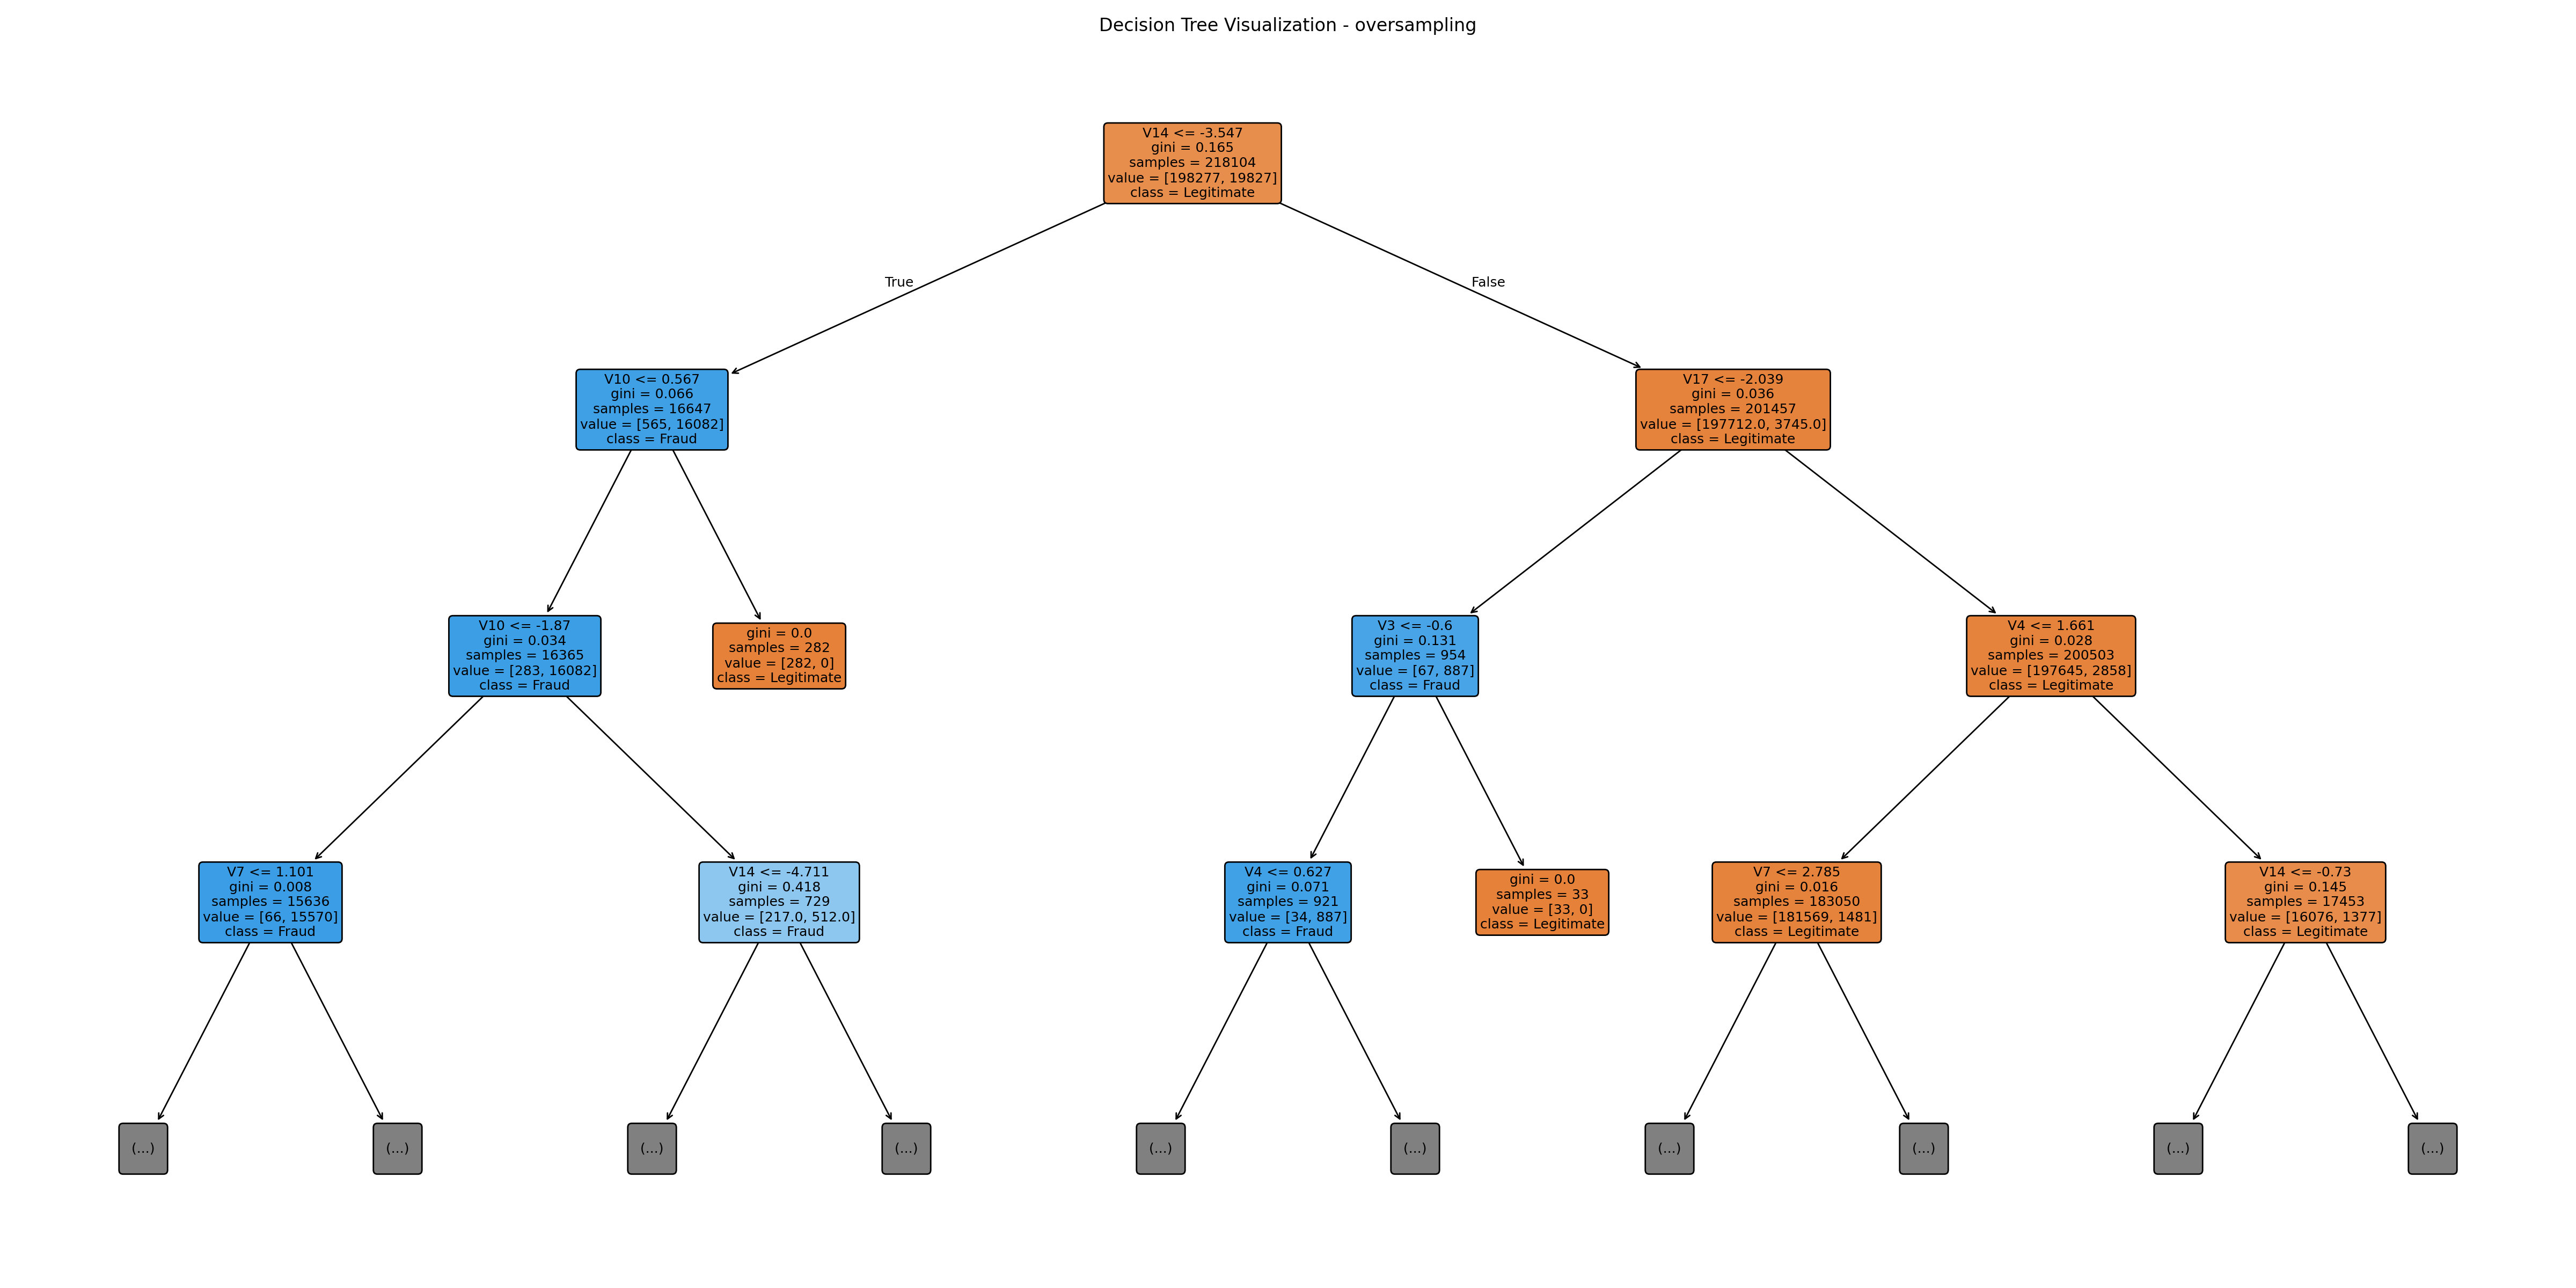 Decision Tree Visualization - oversampling
V14 <= -3.547
gini = 0.165
samples = 218104
value = [198277, 19827]
class = Legitimate
True
False
V10 <= 0.567
gini = 0.066
samples = 16647
value = [565, 16082]
class = Fraud
V17 <= -2.039
gini = 0.036
samples = 201457
value = [197712.0, 3745.0]
class = Legitimate
V10 <= -1.87
gini = 0.034
samples = 16365
value = [283, 16082]
class = Fraud
gini = 0.0
samples = 282
value = [282, 0]
class = Legitimate
V3 <= -0.6
gini = 0.131
samples = 954
value = [67, 887]
class = Fraud
V4 <= 1.661
gini = 0.028
samples = 200503
value = [197645, 2858]
class = Legitimate
V7 <= 1.101
gini = 0.008
samples = 15636
value = [66, 15570]
class = Fraud
V14 <= -4.711
gini = 0.418
samples = 729
value = [217.0, 512.0]
class = Fraud
V4 <= 0.627
gini = 0.071
samples = 921
value = [34, 887]
class = Fraud
gini = 0.0
samples = 33
value = [33, 0]
class = Legitimate
V7 <= 2.785
gini = 0.016
samples = 183050
value = [181569, 1481]
class = Legitimate
V14 <= -0.73
gini = 0.145
samples = 17453
value = [16076, 1377]
class = Legitimate
(...)
(...)
(...)
(...)
(...)
(...)
(...)
(...)
(...)
(...)